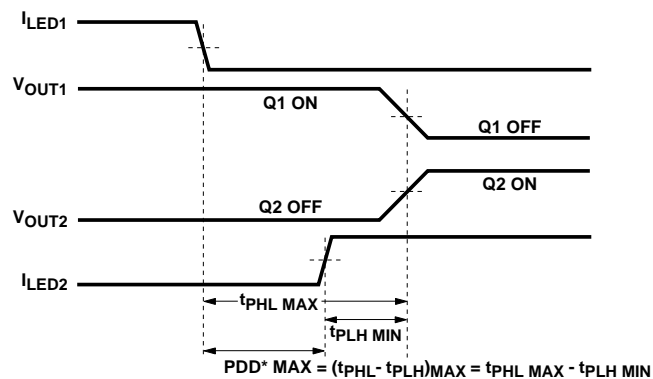 ILED1
VOUT1
Q1 ON
Q1 OFF
Q2 ON
Q2 OFF
VOUT2
ILED2
tPHL MAX
tPLH MIN
PDD* MAX = (tPHL- tPLH)MAX = tPHL MAX - tPLH MIN